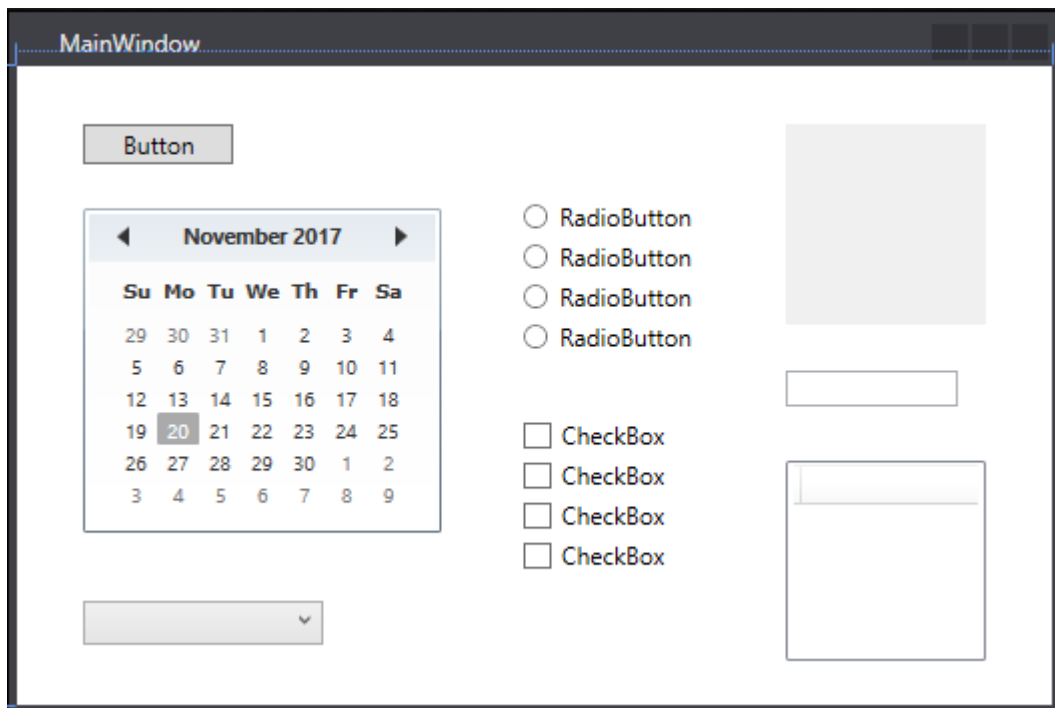 MainWindow
Button
November 2017
Su Mo Tu We Th Fr Sa
29 30 31 1 2 3 4
5 6 7 8 9 10 11
12 13 14 15 16 17 18
19 20 21 22 23 24 25
26 27 28 29 30 1 2
3 4 5 6 7 8 9
RadioButton
RadioButton
RadioButton
RadioButton
CheckBox
CheckBox
CheckBox
CheckBox